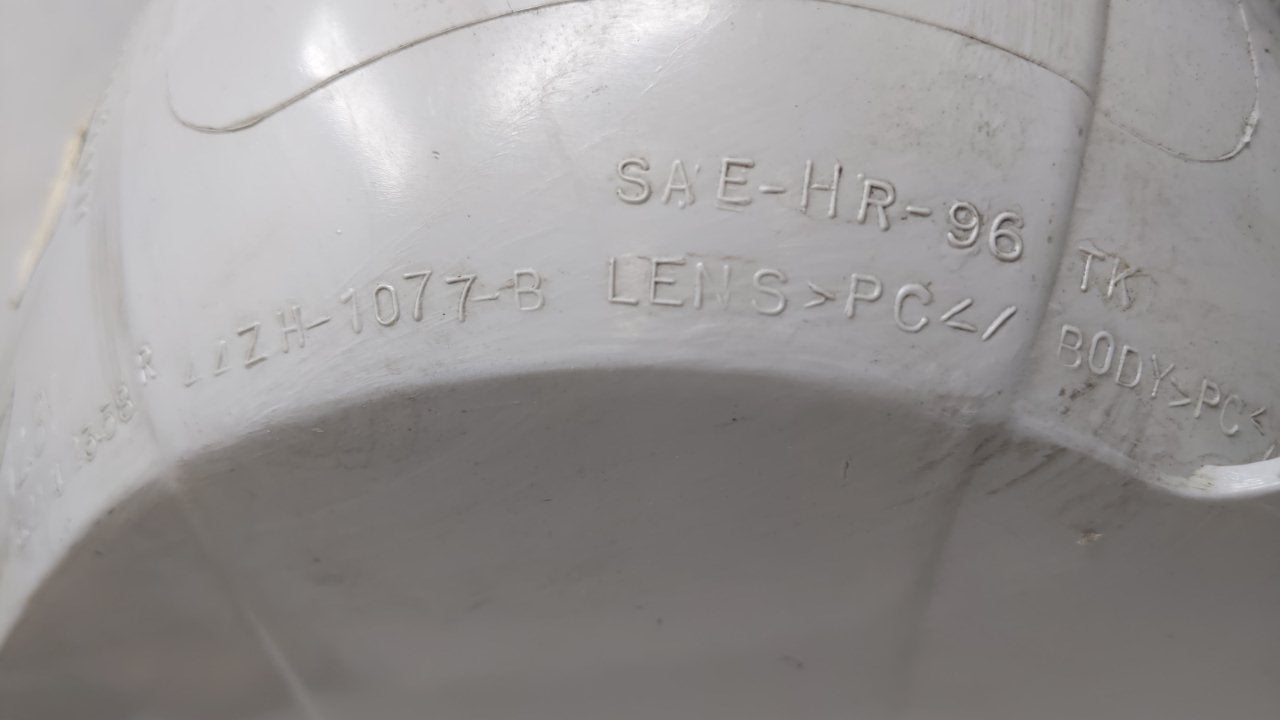 SAE-HR-96 TK
ZH-1077-B LENS>PC</ BODY>PC<